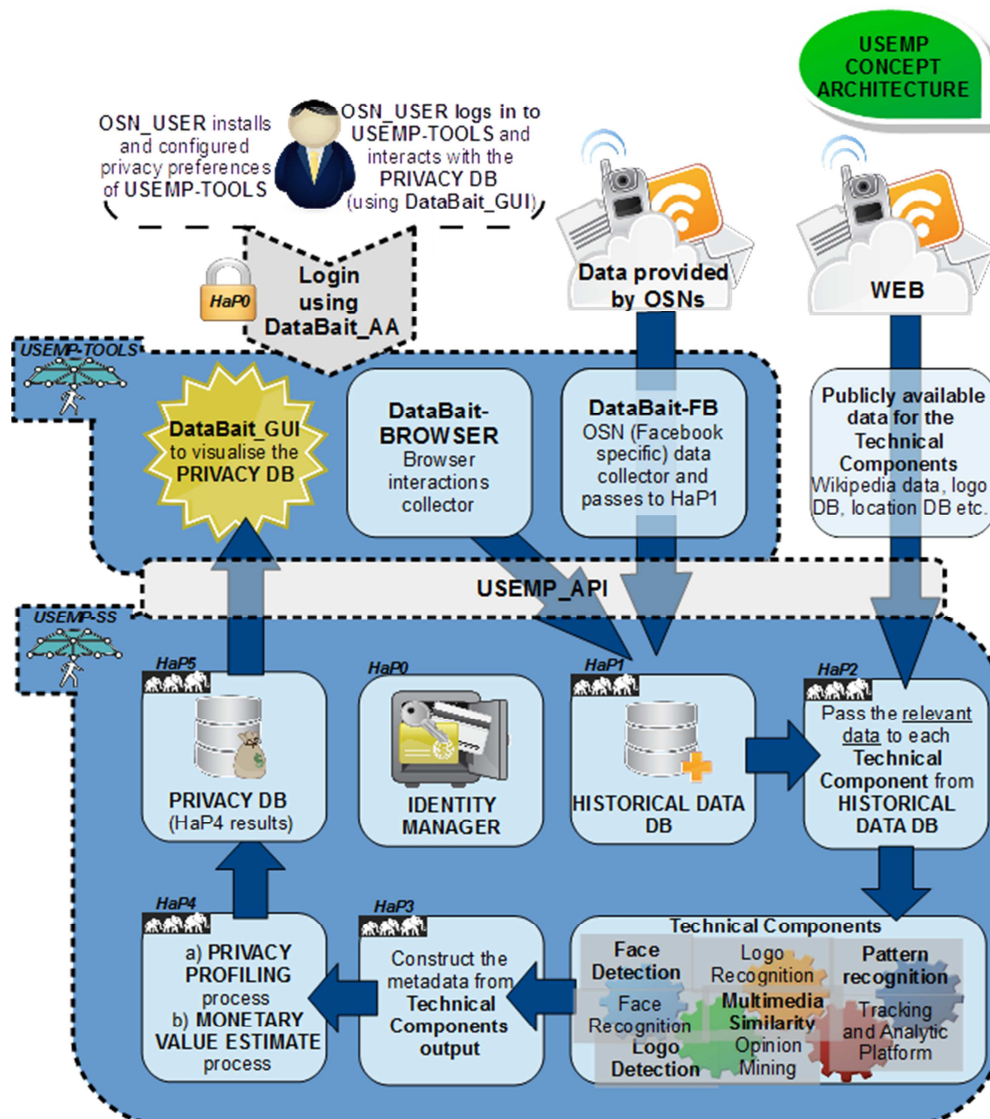 USEMP
CONCEPT
ARCHITECTURE
OSN_USER installs
and configured
privacy preferences
of USEMP-TOOLS
OSN_USER logs in to
USEMP-TOOLS and
interacts with the
PRIVACY DB
(using DataBait_GUI)
HaP0
Login
using
DataBait_AA
Data provided
by OSNs
WEB
USEMP-TOOLS
DataBait_GUI
to visualise the
PRIVACY DB
DataBait-
BROWSER
Browser
interactions
collector
DataBait-FB
OSN (Facebook
specific) data
collector and
passes to HaP1
Publicly available
data for the
Technical
Components
Wikipedia data, logo
DB, location DB etc.
USEMP_API
USEMP-SS
HaP5
PRIVACY DB
(HaP4 results)
HaP0
IDENTITY
MANAGER
HaP1
HISTORICAL DATA
DB
HaP2
Pass the relevant
data to each
Technical
Component from
HISTORICAL
DATA DB
HaP4
a) PRIVACY
PROFILING
process
b) MONETARY
VALUE ESTIMATE
process
HaP3
Construct the
metadata from
Technical
Components
output
Technical Components
Face
Detection
Logo
Recognition
Pattern
recognition
Face
Recognition
Multimedia
Similarity
Tracking
and Analytic
Platform
Logo
Detection
Opinion
Mining